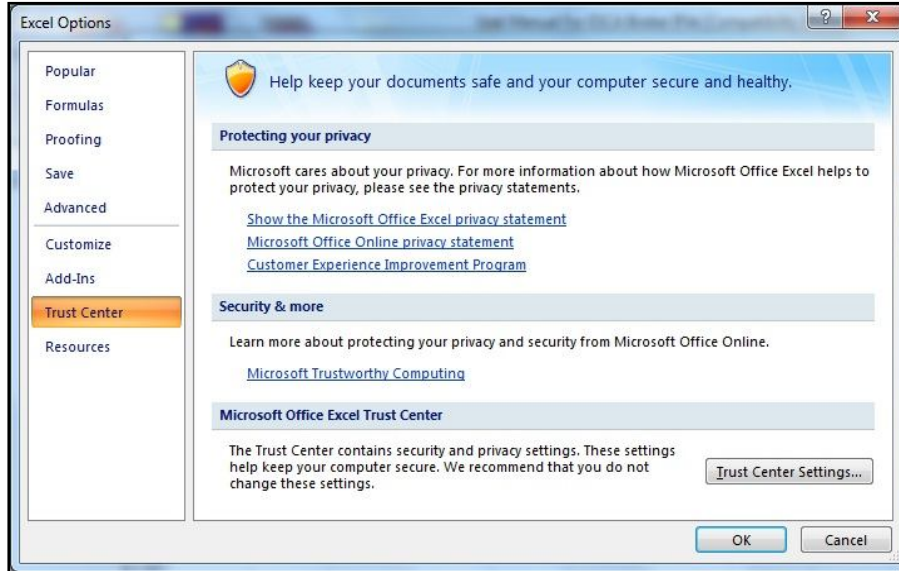 Excel Options
Popular
Formulas
Proofing
Save
Advanced
Customize
Add-Ins
Trust Center
Resources
Help keep your documents safe and your computer secure and healthy.
Protecting your privacy
Microsoft cares about your privacy. For more information about how Microsoft Office Excel helps to
protect your privacy, please see the privacy statements.
Show the Microsoft Office Excel privacy statement
Microsoft Office Online privacy statement
Customer Experience Improvement Program
Security & more
Learn more about protecting your privacy and security from Microsoft Office Online.
Microsoft Trustworthy Computing
Microsoft Office Excel Trust Center
The Trust Center contains security and privacy settings. These settings
help keep your computer secure. We recommend that you do not
change these settings.
Trust Center Settings...
OK
Cancel